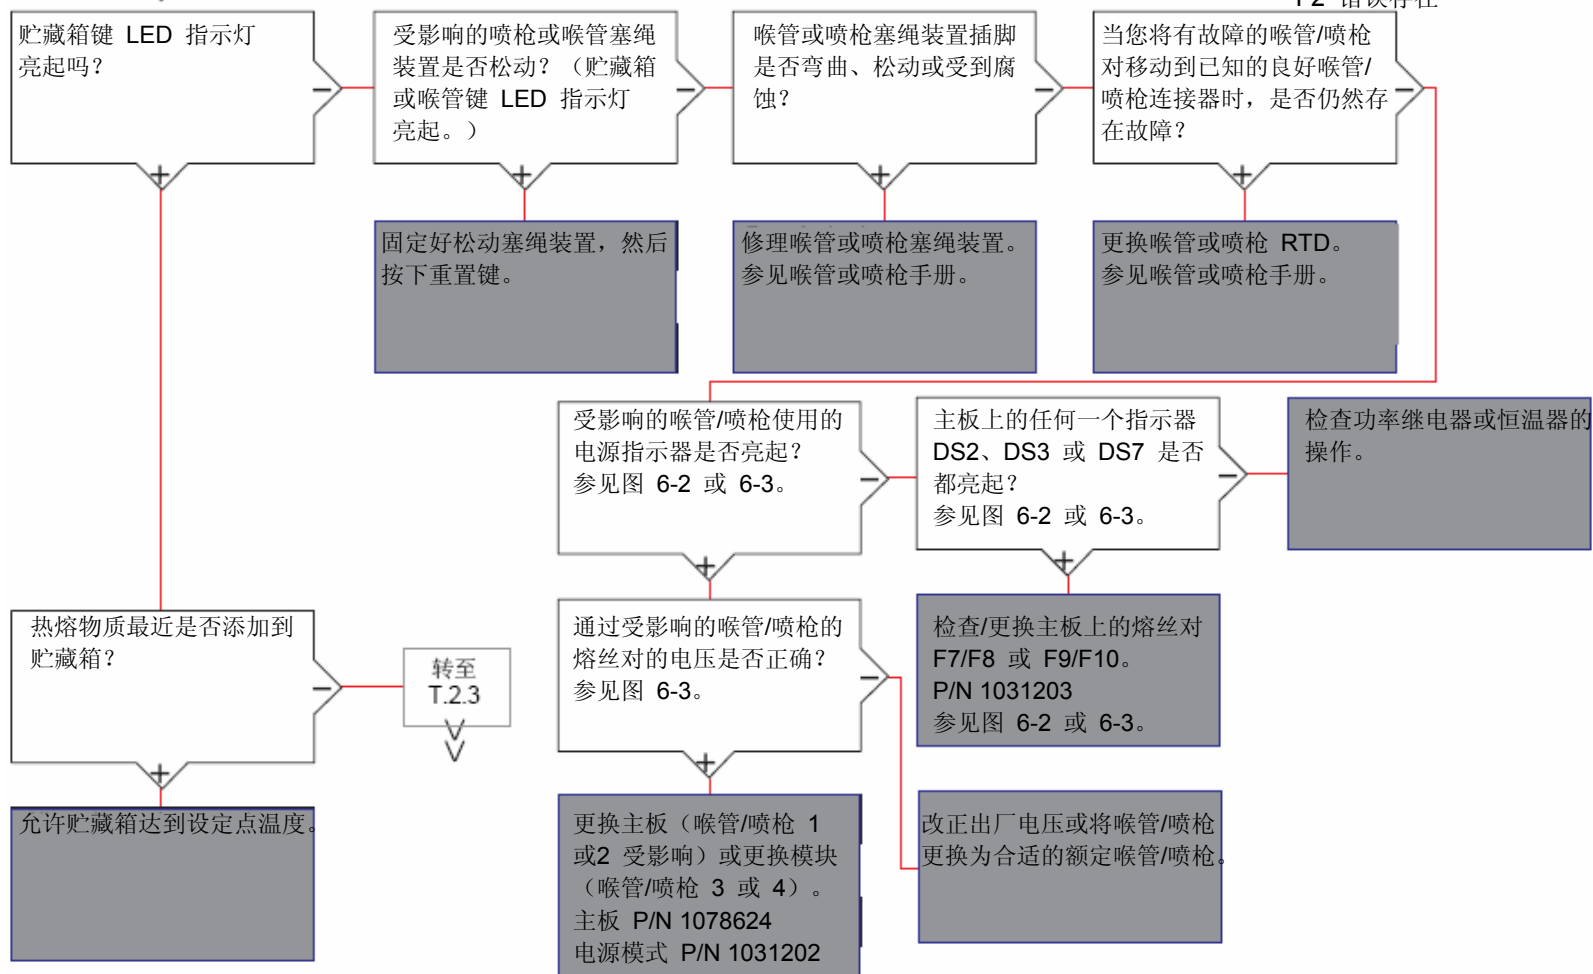 贮藏箱键 LED 指示灯
亮起吗？
受影响的喷枪或喉管塞绳
装置是否松动？（贮藏箱
或喉管键 LED 指示灯
亮起。）
喉管或喷枪塞绳装置插脚
是否弯曲、松动或受到腐
蚀？
当您将有故障的喉管/喷枪
对移动到已知的良好喉管/
喷枪连接器时，是否仍然存
在故障？
固定好松动塞绳装置，然后
按下重置键。
修理喉管或喷枪塞绳装置。
参见喉管或喷枪手册。
更换喉管或喷枪 RTD。
参见喉管或喷枪手册。
受影响的喉管/喷枪使用的
电源指示器是否亮起？
参见图 6-2 或 6-3。
主板上的任何一个指示器
DS2、DS3 或 DS7 是否
都亮起？
参见图 6-2 或 6-3。
检查功率继电器或恒温器的
操作。
热熔物质最近是否添加到
贮藏箱？
转至
T.2.3
通过受影响的喉管/喷枪的
熔丝对的电压是否正确？
参见图 6-3。
检查/更换主板上的熔丝对
F7/F8 或 F9/F10。
P/N 1031203
参见图 6-2 或 6-3。
允许贮藏箱达到设定点温度。
更换主板（喉管/喷枪 1
或2 受影响）或更换模块
（喉管/喷枪 3 或 4）。
主板 P/N 1078624
电源模式 P/N 1031202
改正出厂电压或将喉管/喷枪
更换为合适的额定喉管/喷枪。